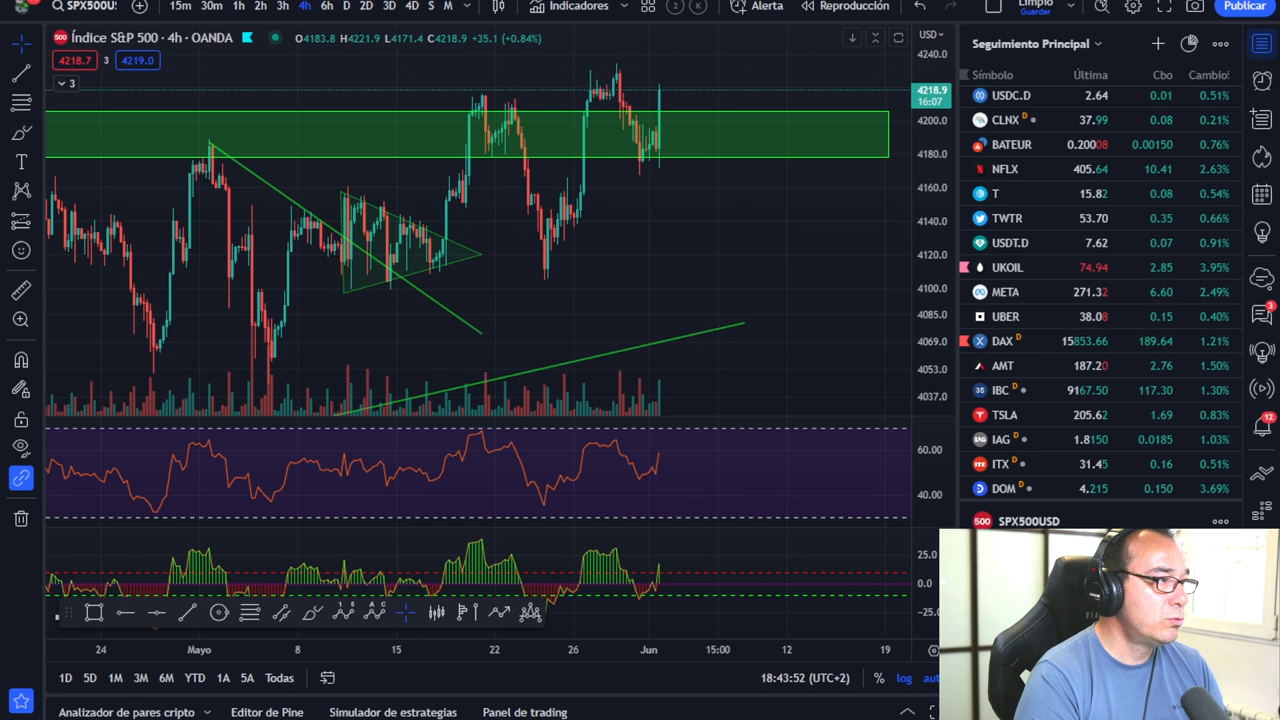 SPX500U: 15m 30m 1h 2h 3h 4h 6h D 2D 3D 4D S M Indicadores 2 K Alerta Reproducción Limpio Guardar Publicar
500 Índice S&P 500 · 4h · OANDA O4183.8 H4221.9 L4171.4 C4218.9 +35.1 (+0.84%) USD
4218.7 3 4219.0
3
4240.0
4218.9
16:07
4200.0
4180.0
4160.0
4140.0
4120.0
4100.0
4085.0
4069.0
4053.0
4037.0
60.00
40.00
25.0
0.0
−25.0
24 Mayo 8 15 22 26 Jun 15:00 12 19
1D 5D 1M 3M 6M YTD 1A 5A Todas 18:43:52 (UTC+2) % log aut
Analizador de pares cripto Editor de Pine Simulador de estrategias Panel de trading
Seguimiento Principal
Símbolo Última Cbo Cambio
USDC.D 2.64 0.01 0.51%
CLNX D 37.99 0.08 0.21%
BATEUR 0.20008 0.00150 0.76%
NFLX 405.64 10.41 2.63%
T 15.82 0.08 0.54%
TWTR 53.70 0.35 0.66%
USDT.D 7.62 0.07 0.91%
UKOIL 74.94 2.85 3.95%
META 271.32 6.60 2.49%
UBER 38.08 0.15 0.40%
DAX D 15853.66 189.64 1.21%
AMT 187.20 2.76 1.50%
35 IBC D 9167.50 117.30 1.30%
TSLA 205.62 1.69 0.83%
IAG D 1.8150 0.0185 1.03%
ITX D 31.45 0.16 0.51%
DOM D 4.215 0.150 3.69%
500 SPX500USD
3
12